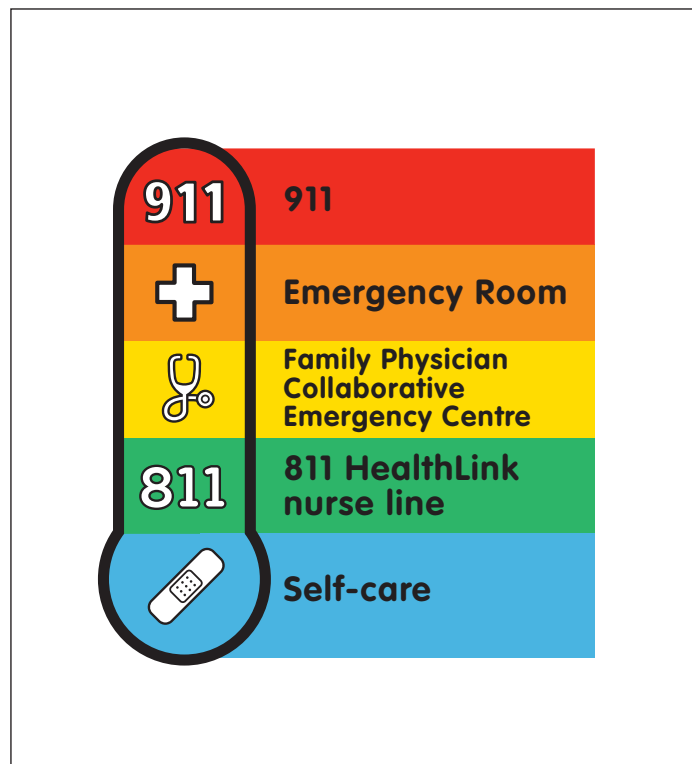 911
911
Emergency Room
Family Physician
Collaborative
Emergency Centre
811
811 HealthLink
nurse line
Self-care